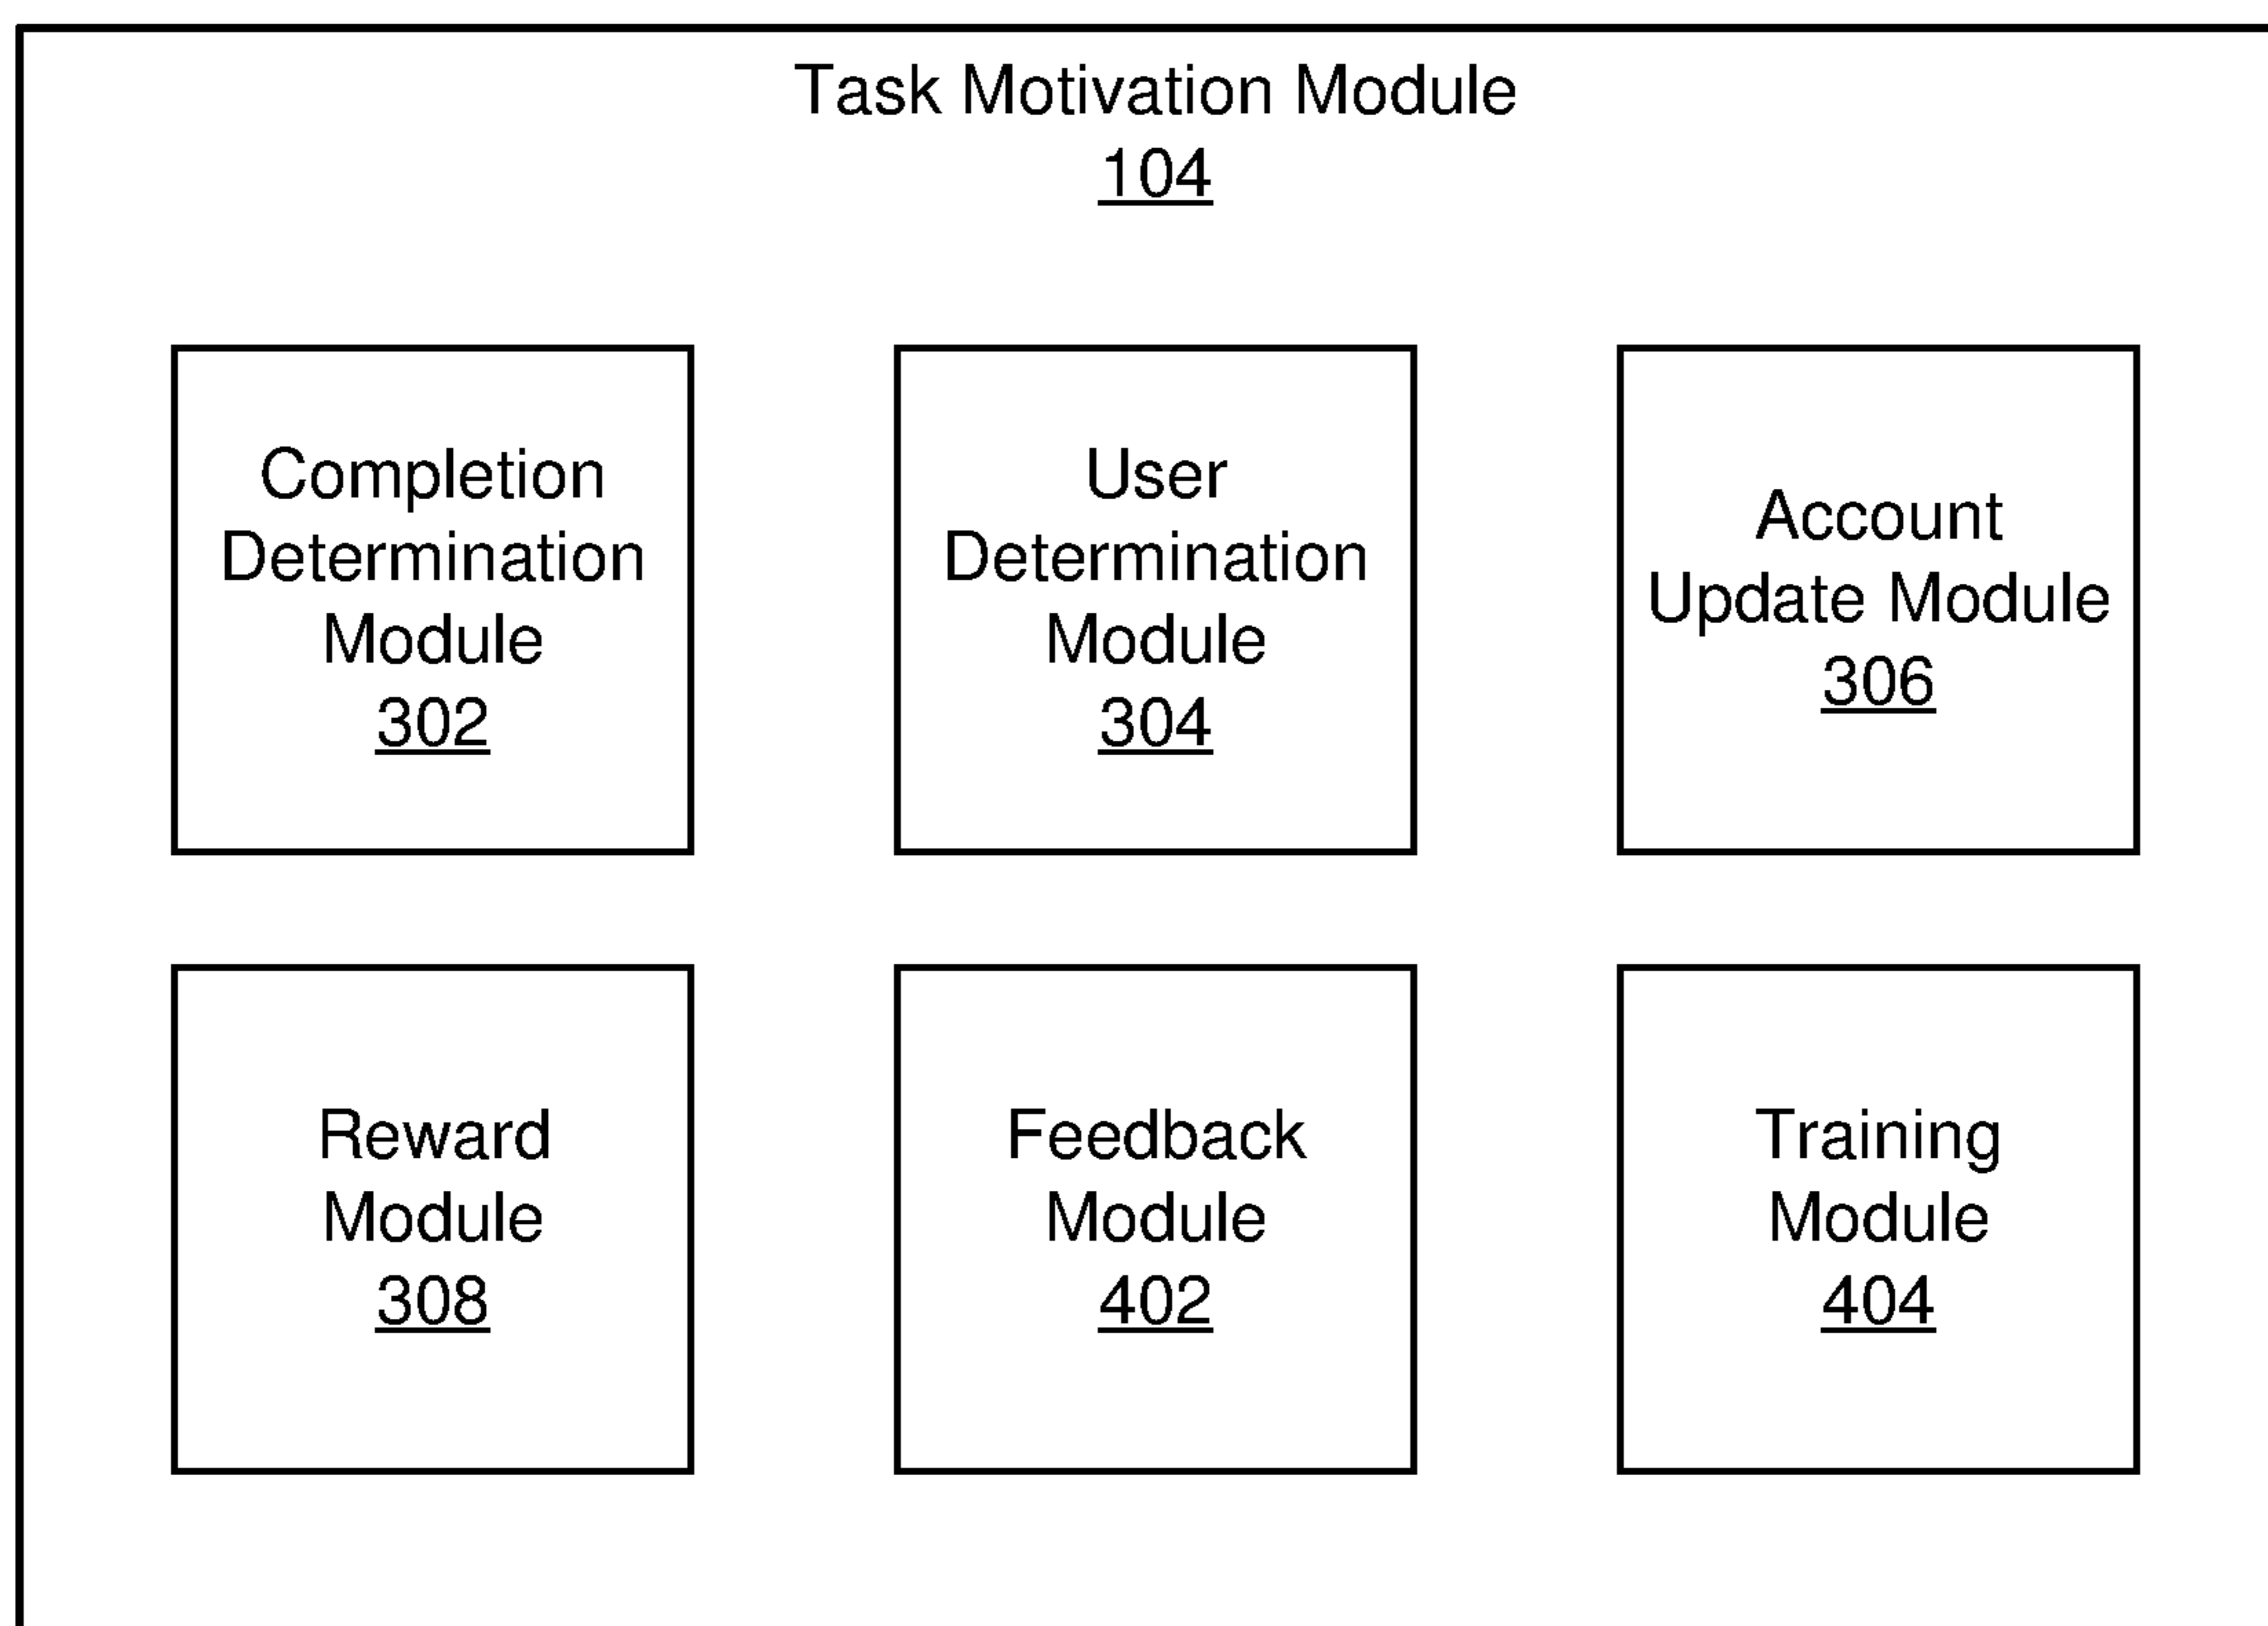 Task Motivation Module
104
Completion
Determination
Module
302
User
Determination
Module
304
Account
Update Module
306
Reward
Module
308
Feedback
Module
402
Training
Module
404